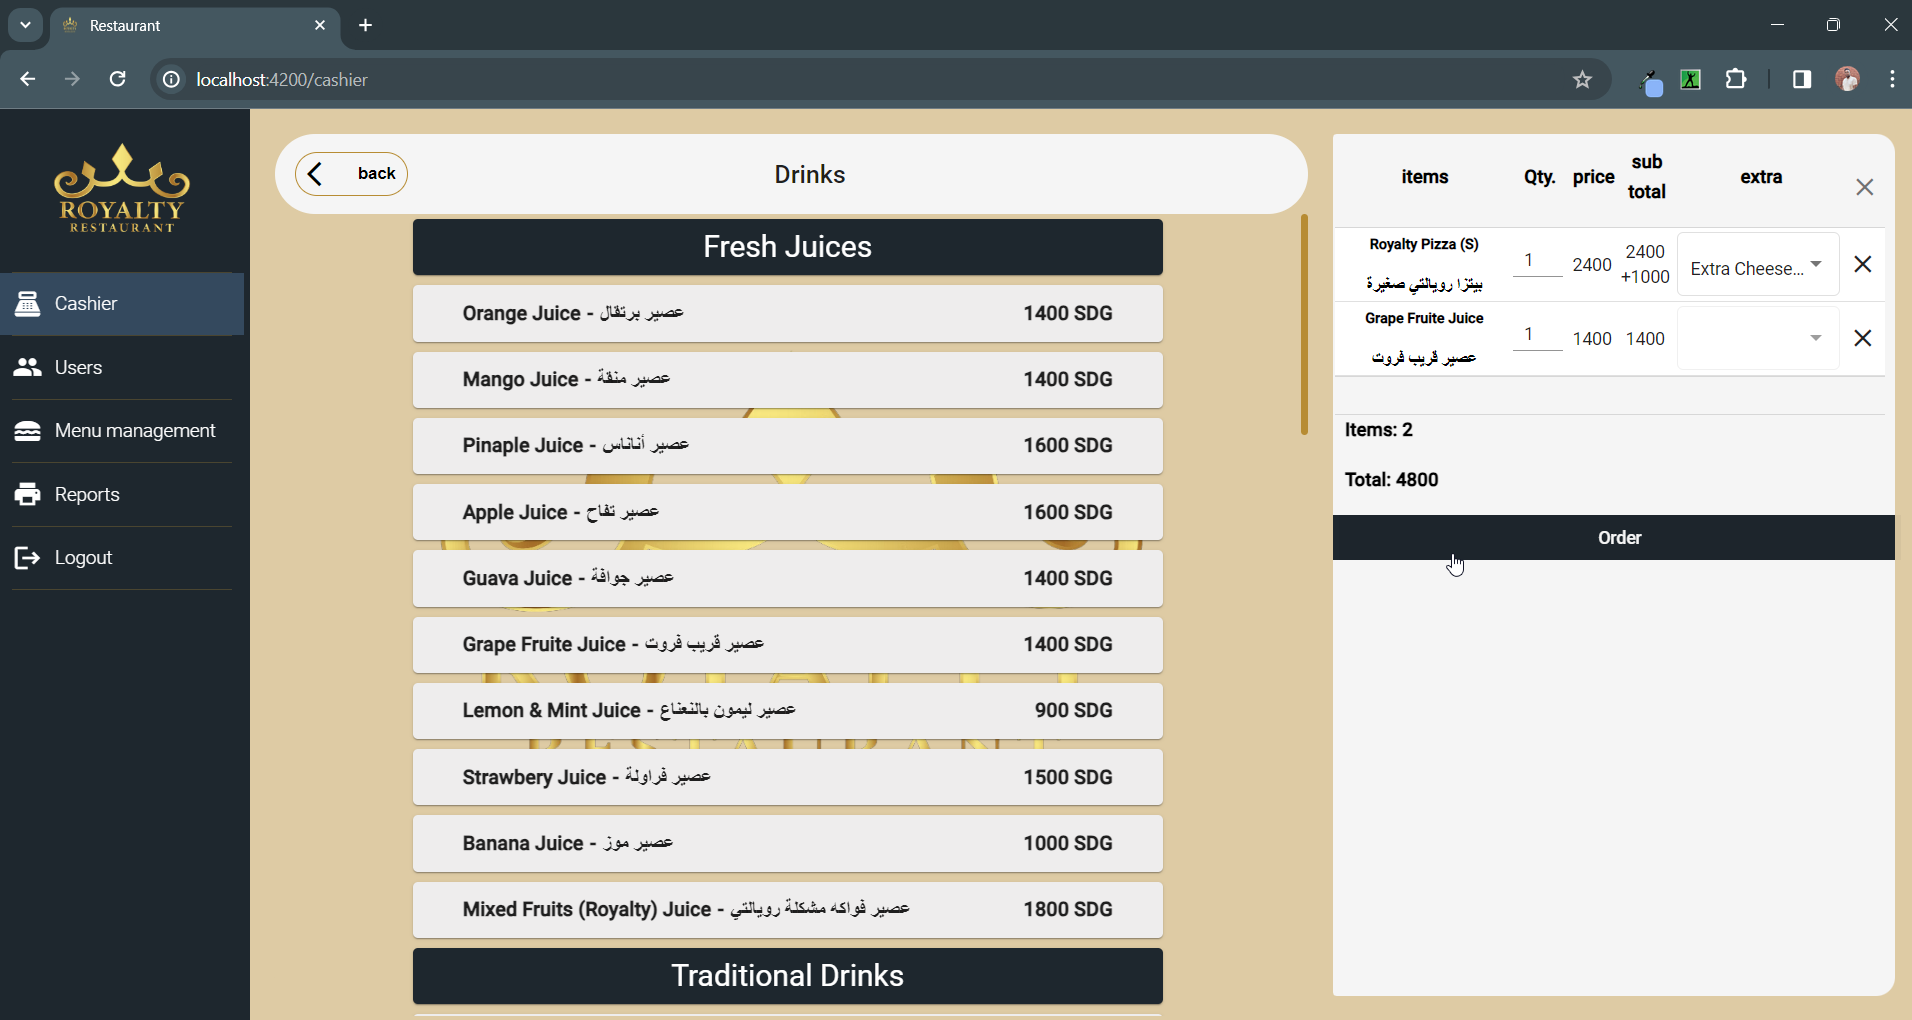 Restaurant
localhost:4200/cashier
ROYALTY
RESTAURANT
Cashier
Users
Menu management
Reports
Logout
back
Drinks
Fresh Juices
Orange Juice - عصير برتقال 1400 SDG
Mango Juice - عصير منقة 1400 SDG
Pinaple Juice - عصير أناناس 1600 SDG
Apple Juice - عصير تفاح 1600 SDG
Guava Juice - عصير جوافة 1400 SDG
Grape Fruite Juice - عصير قريب فروت 1400 SDG
Lemon & Mint Juice - عصير ليمون بالنعناع 900 SDG
Strawbery Juice - عصير فراولة 1500 SDG
Banana Juice - عصير موز 1000 SDG
Mixed Fruits (Royalty) Juice - عصير فواكه مشكلة رويالتي 1800 SDG
Traditional Drinks
items Qty. price sub total extra
Royalty Pizza (S)
بيتزا رويالتي صغيرة
1 2400 2400 +1000 Extra Cheese...
Grape Fruite Juice
عصير قريب فروت
1 1400 1400
Items: 2
Total: 4800
Order